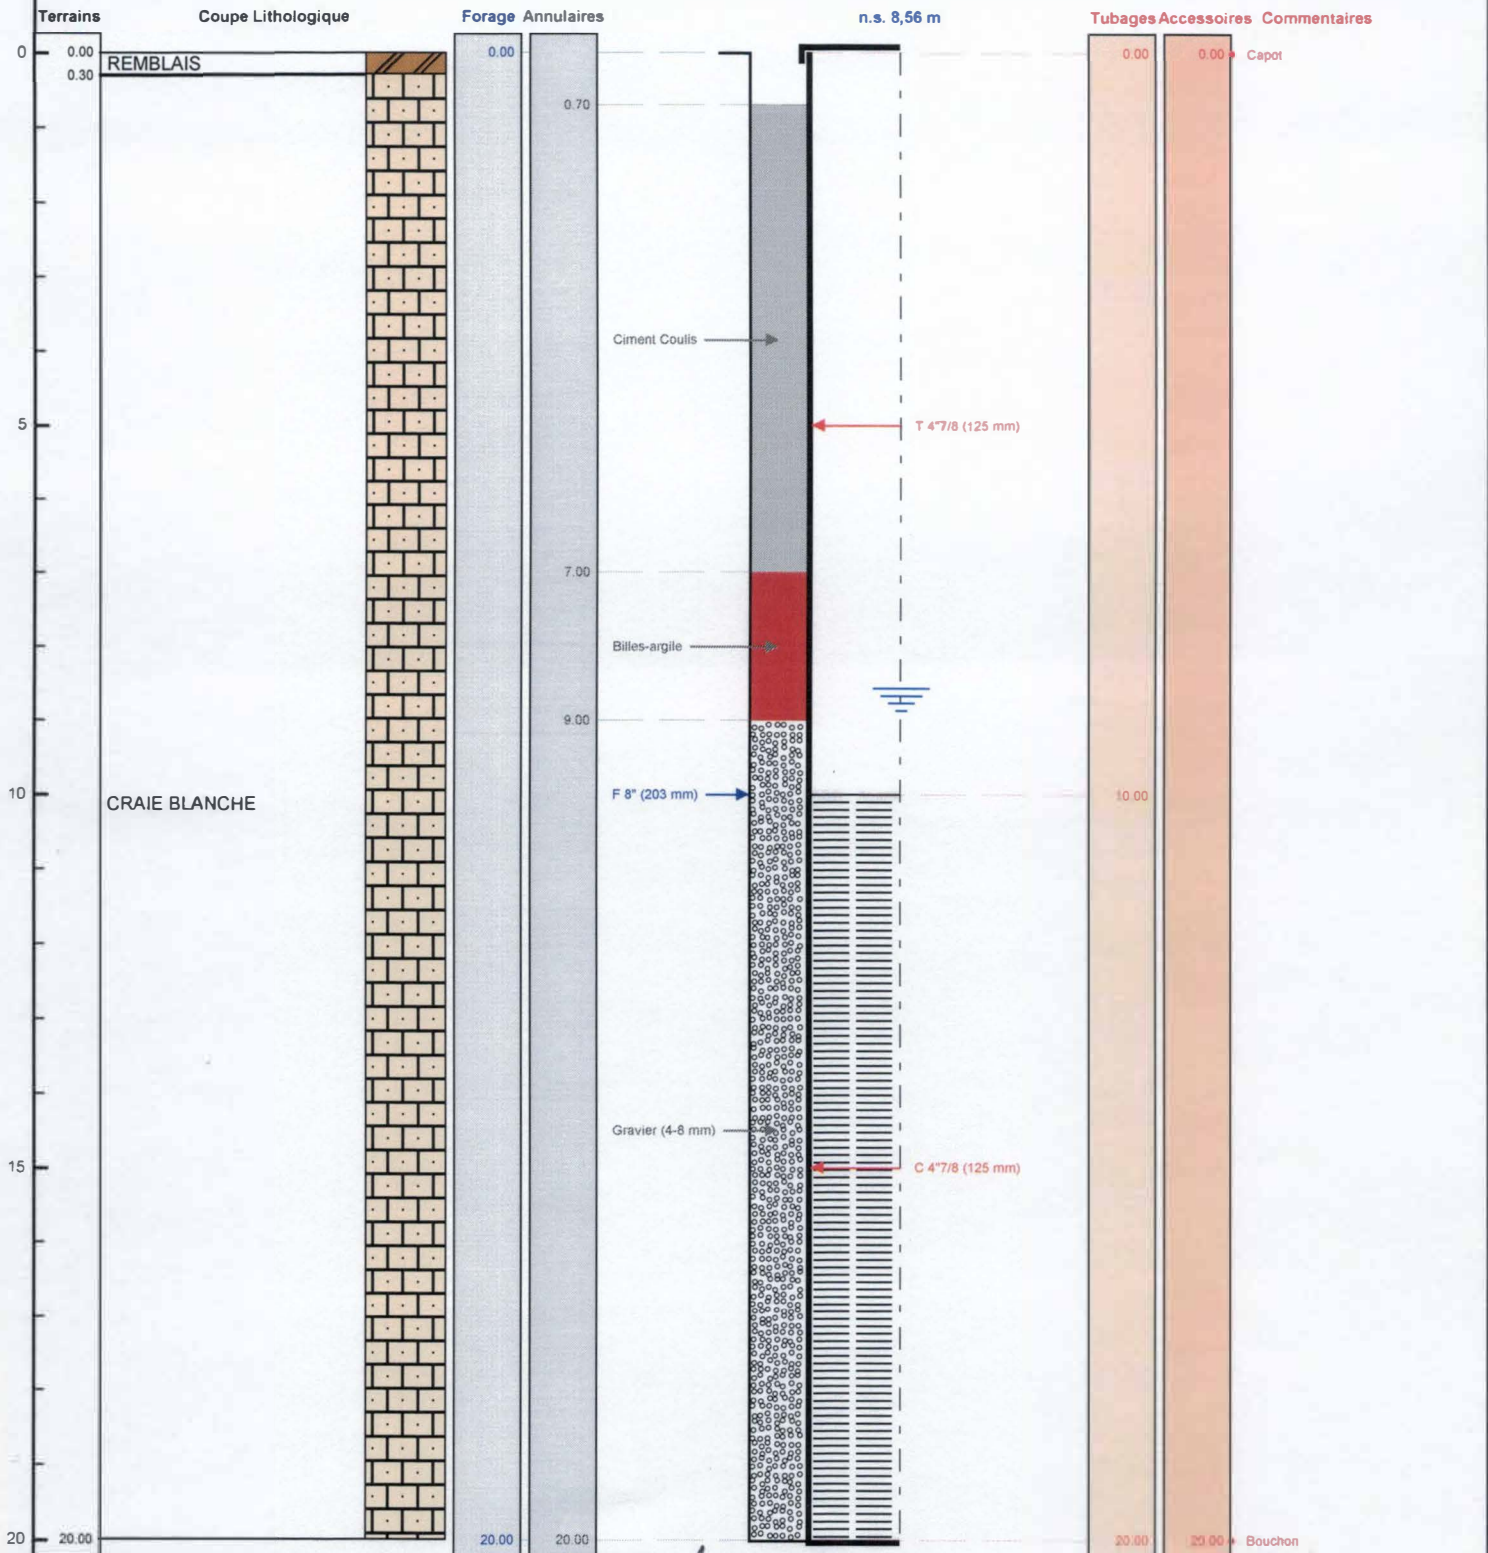 Terrains Coupe Lithologique Forage Annulaires n.s. 8,56 m Tubages Accessoires Commentaires
0 0.00 0.00 0.00 0.00 Capot
REMBLAIS
0.30
0.70
Ciment Coulis
5 T 4"7/8 (125 mm)
7.00
Billes-argile
9.00
10 CRAIE BLANCHE F 8" (203 mm) 10.00
Gravier (4-8 mm)
15 C 4"7/8 (125 mm)
20 20.00 20.00 20.00 20.00 20.00 Bouchon